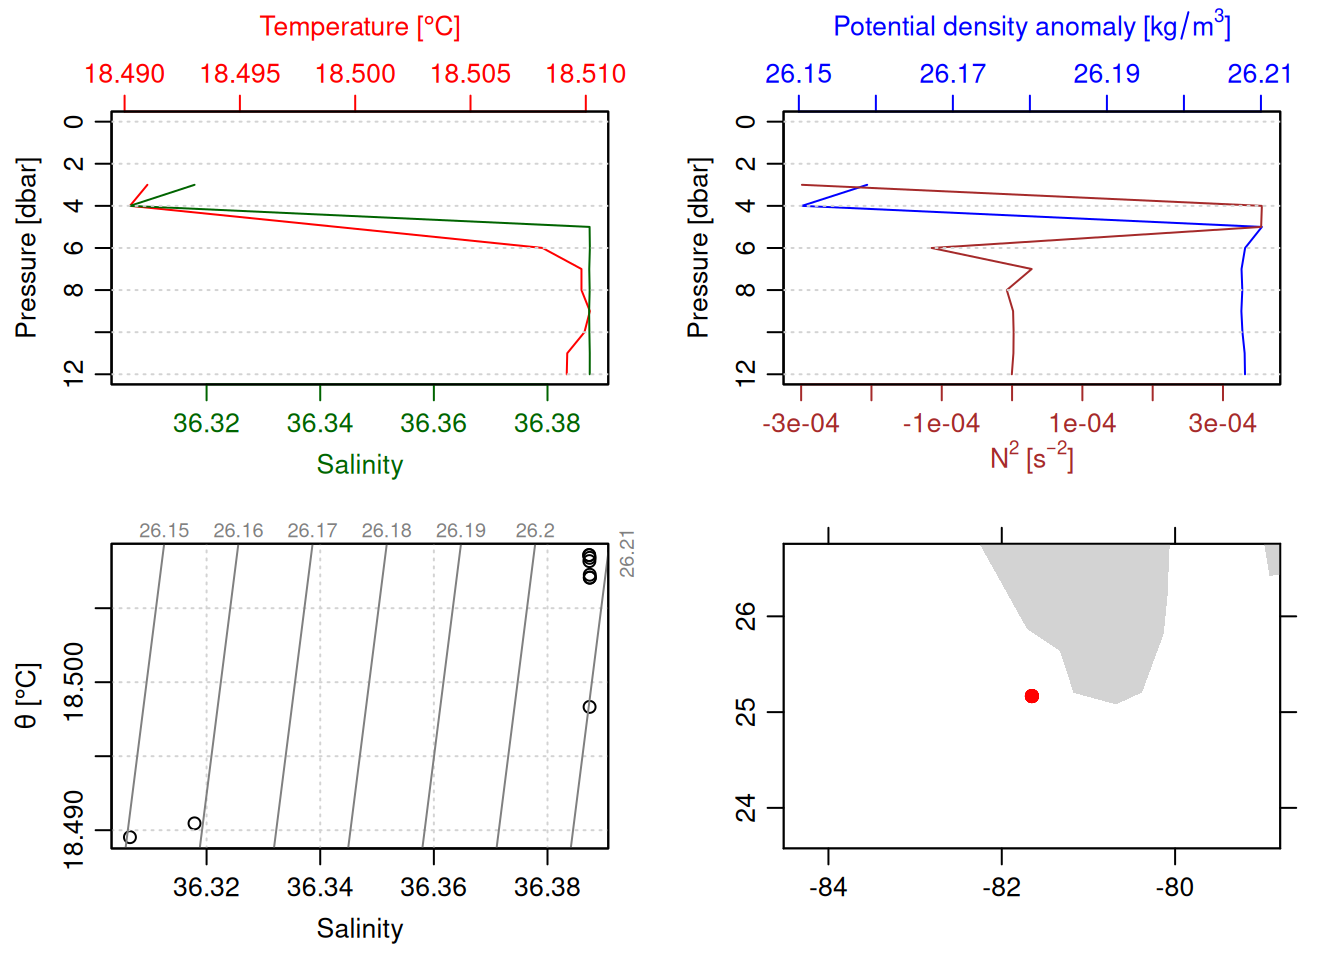 Temperature [°C]
18.490 18.495 18.500 18.505 18.510
Pressure [dbar]
0
2
4
6
8
12
36.32 36.34 36.36 36.38
Salinity
Potential density anomaly [kg/m³]
26.15 26.17 26.19 26.21
Pressure [dbar]
0
2
4
6
8
12
-3e-04 -1e-04 1e-04 3e-04
N² [s⁻²]
26.15 26.16 26.17 26.18 26.19 26.2
26.21
θ [°C]
18.500
18.490
36.32 36.34 36.36 36.38
Salinity
26
25
24
-84 -82 -80